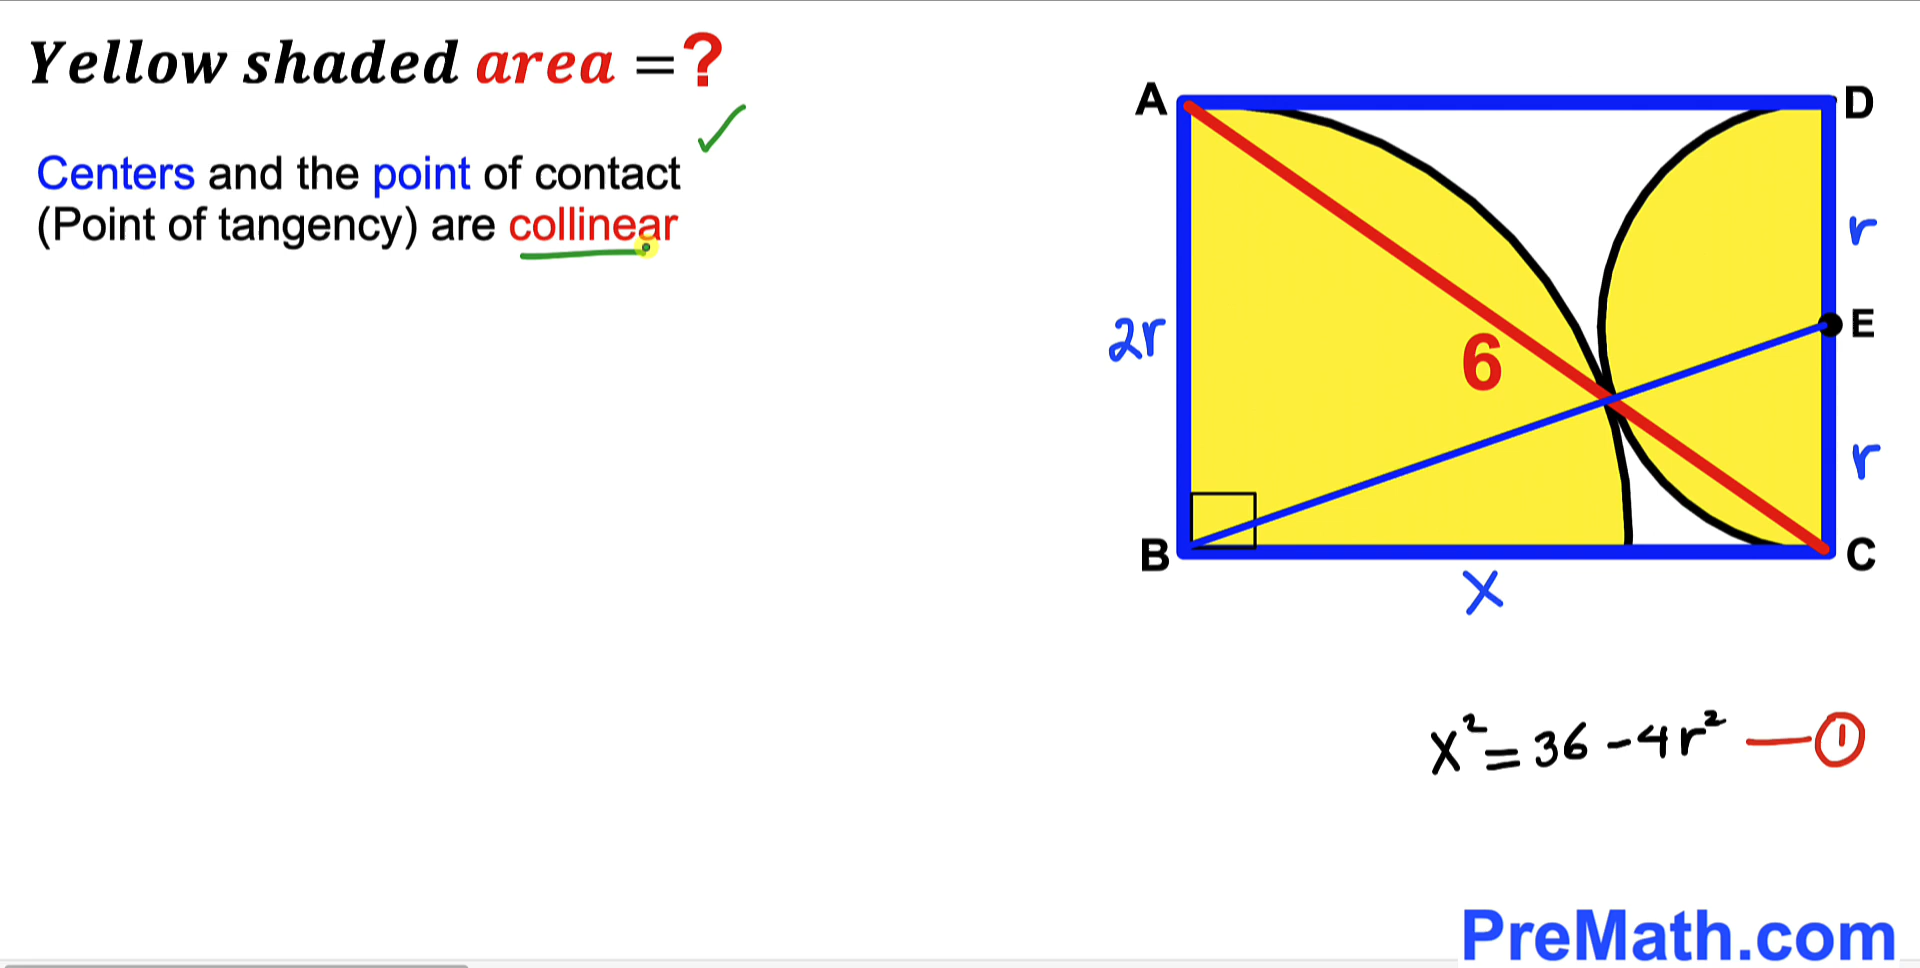 Yellow shaded area =?
Centers and the point of contact
(Point of tangency) are collinear
A
D
r
2r
6
E
r
B
C
x
x² = 36 - 4r² — ①
PreMath.com